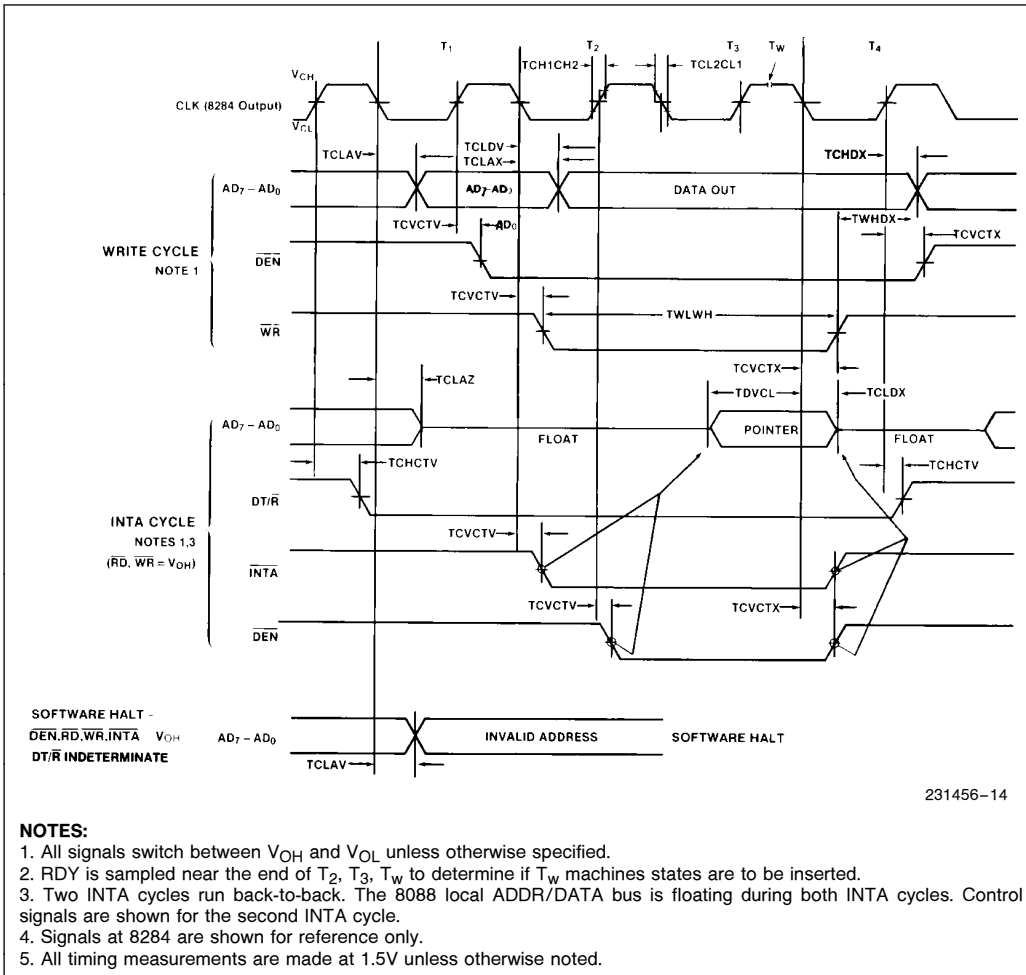 T1 T2 T3 TW T4
TCH1CH2 TCL2CL1
VCH
CLK (8284 Output)
VCL
TCLAV TCLDV TCHDX
TCLAX
AD7–AD0 AD7–AD0 DATA OUT
TWHDX
TCVCTV AD0 TCVCTX
WRITE CYCLE
NOTE 1
DEN
TCVCTV TWLWH
WR
TCVCTX
TCLAZ TDVCL TCLDX
AD7–AD0 FLOAT POINTER FLOAT
TCHCTV TCHCTV
DT/R
INTA CYCLE
NOTES 1,3
(RD, WR = VOH)
TCVCTV
INTA
TCVCTV TCVCTX
DEN
SOFTWARE HALT -
DEN,RD,WR,INTA VOH
DT/R INDETERMINATE
AD7–AD0 INVALID ADDRESS SOFTWARE HALT
TCLAV
231456–14
NOTES:
1. All signals switch between VOH and VOL unless otherwise specified.
2. RDY is sampled near the end of T2, T3, Tw to determine if Tw machines states are to be inserted.
3. Two INTA cycles run back-to-back. The 8088 local ADDR/DATA bus is floating during both INTA cycles. Control
signals are shown for the second INTA cycle.
4. Signals at 8284 are shown for reference only.
5. All timing measurements are made at 1.5V unless otherwise noted.